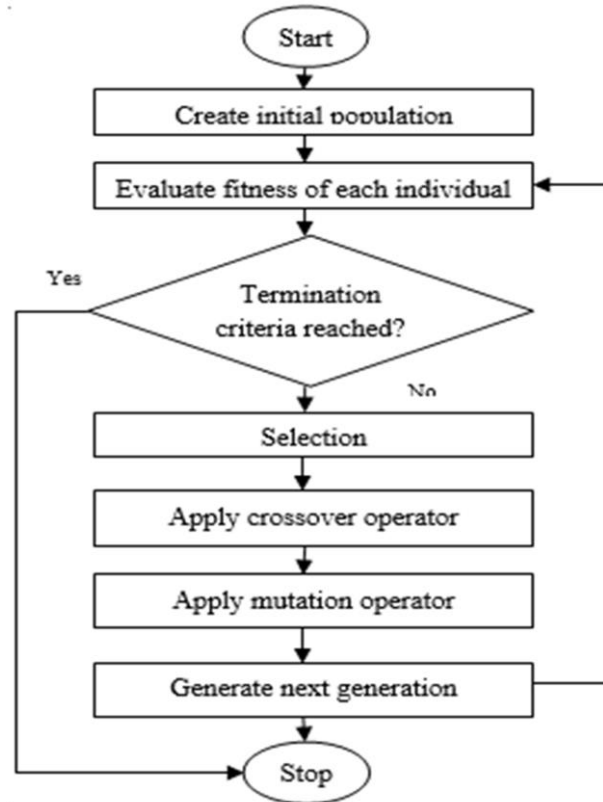 Start
Create initial population
Evaluate fitness of each individual
Yes
Termination
criteria reached?
No
Selection
Apply crossover operator
Apply mutation operator
Generate next generation
Stop